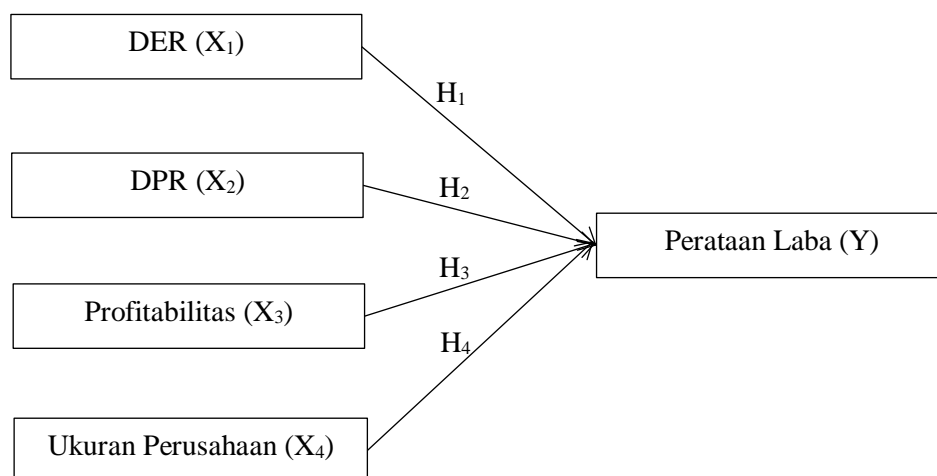 DER (X₁)
H₁
DPR (X₂)
H₂
Perataan Laba (Y)
H₃
Profitabilitas (X₃)
H₄
Ukuran Perusahaan (X₄)